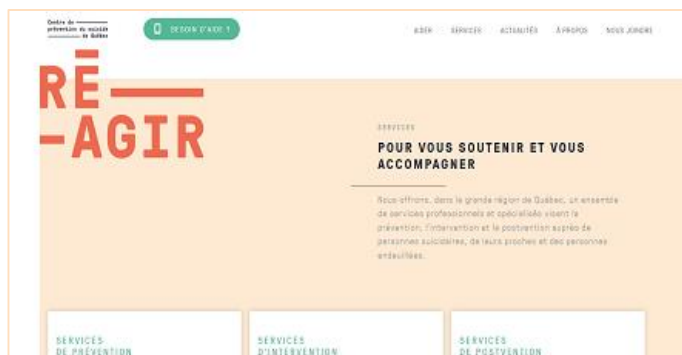 Centre de
prévention du suicide
de Québec
BESOIN D'AIDE ?
AIDER
SERVICES
ACTUALITÉS
À PROPOS
NOUS JOINDRE
RÉ
-AGIR
SERVICES
POUR VOUS SOUTENIR ET VOUS
ACCOMPAGNER
Nous offrons, dans la grande région de Québec, un ensemble
de services professionnels et spécialisés visant la
prévention, l'intervention et la postvention auprès de
personnes suicidaires, de leurs proches et des personnes
endeuillées.
SERVICES
DE PRÉVENTION
SERVICES
D'INTERVENTION
SERVICES
DE POSTVENTION